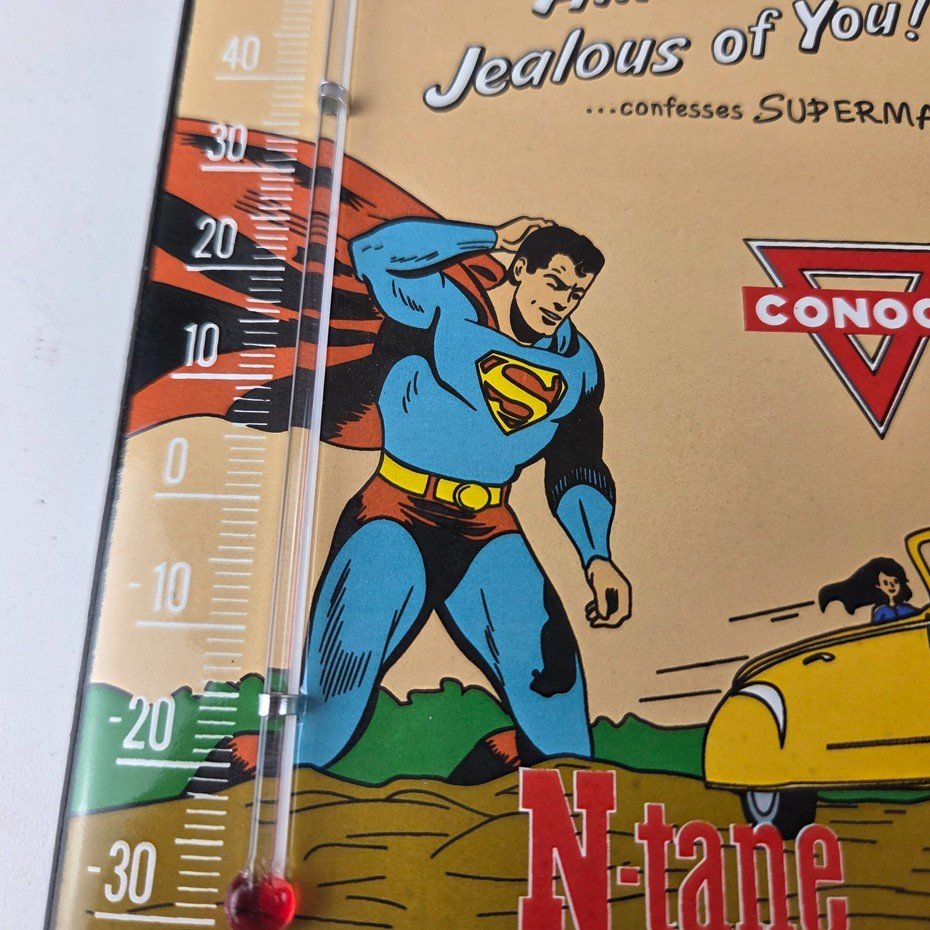 Jealous of You!
...confesses SUPERMA
CONOC
N-tane
40
30
20
10
0
-10
-20
-30
S